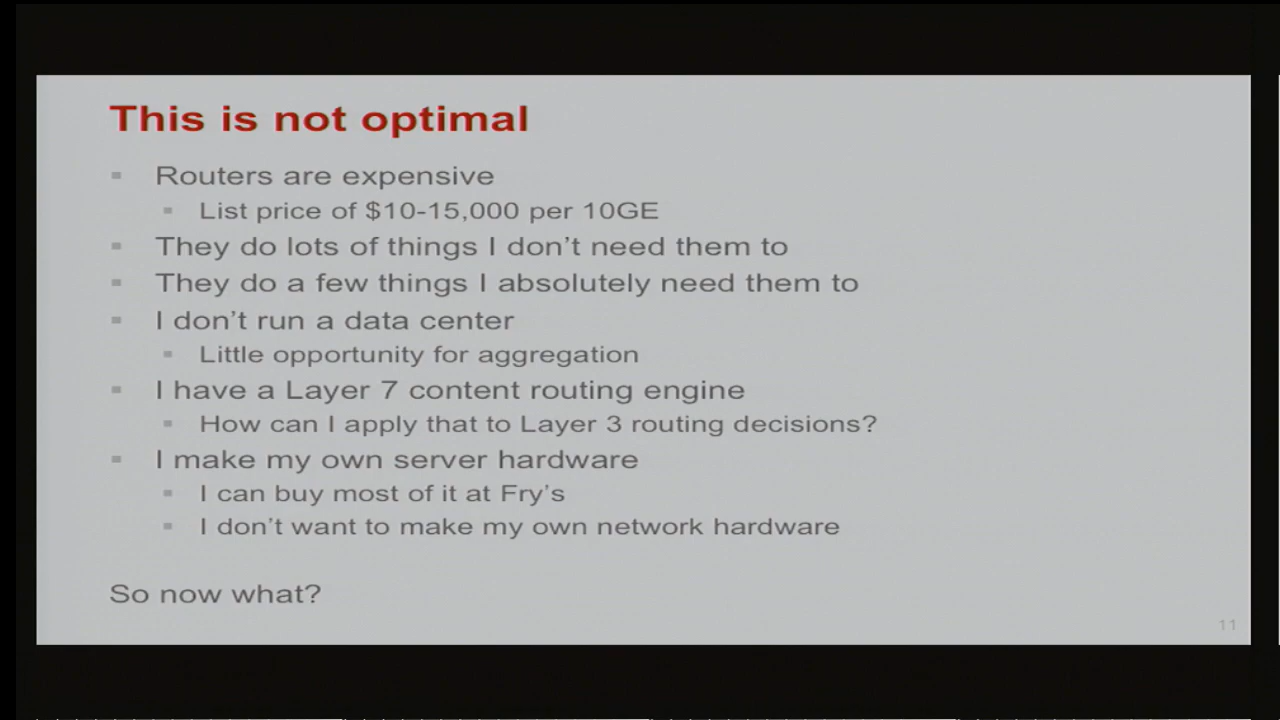 This is not optimal
Routers are expensive
List price of $10-15,000 per 10GE
They do lots of things I don't need them to
They do a few things I absolutely need them to
I don't run a data center
Little opportunity for aggregation
I have a Layer 7 content routing engine
How can I apply that to Layer 3 routing decisions?
I make my own server hardware
I can buy most of it at Fry's
I don't want to make my own network hardware
So now what?
11